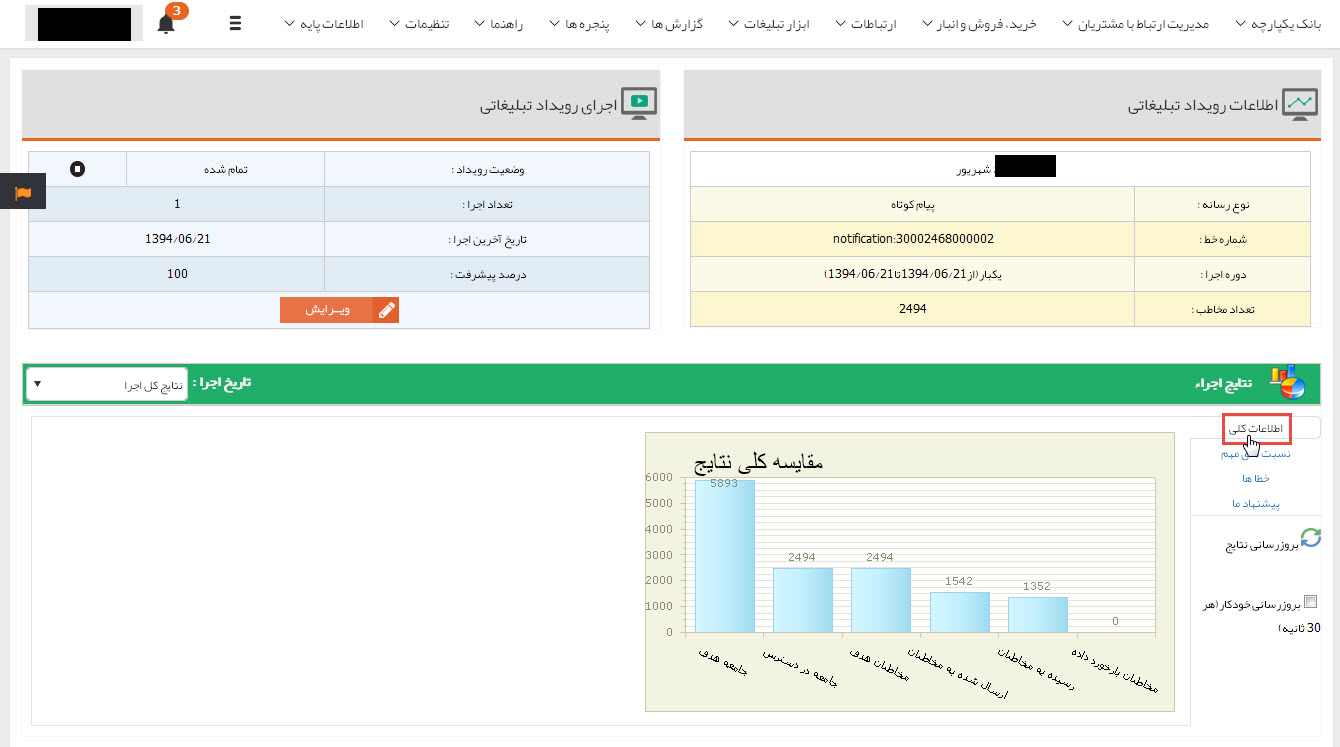 بانک یکپارچه
مدیریت ارتباط با مشتریان
خرید، فروش و انبار
ارتباطات
ابزار تبلیغات
گزارش ها
پنجره ها
راهنما
تنظیمات
اطلاعات پایه
3
اطلاعات رویداد تبلیغاتی
شهریور
نوع رسانه : پیام کوتاه
شماره خط : notification:30002468000002
دوره اجرا : یکبار (از 1394/06/21 تا 1394/06/21)
تعداد مخاطب : 2494
اجرای رویداد تبلیغاتی
وضعیت رویداد : تمام شده
تعداد اجرا : 1
تاریخ آخرین اجرا : 1394/06/21
درصد پیشرفت : 100
ویـرایش
نتایج اجراء
تاریخ اجرا : نتایج کل اجرا
اطلاعات کلی
نسبت مهم
خطا ها
پیشنهاد ما
بروزرسانی نتایج
بروزرسانی خودکار (هر
30 ثانیه)
مقایسه کلی نتایج
6000
5000
4000
3000
2000
1000
0
5893
2494
2494
1542
1352
0
جامعه هدف
جامعه در دسترس
مخاطبان هدف
ارسال شده به مخاطبان
رسیده به مخاطبان
مخاطبان بازخورد داده